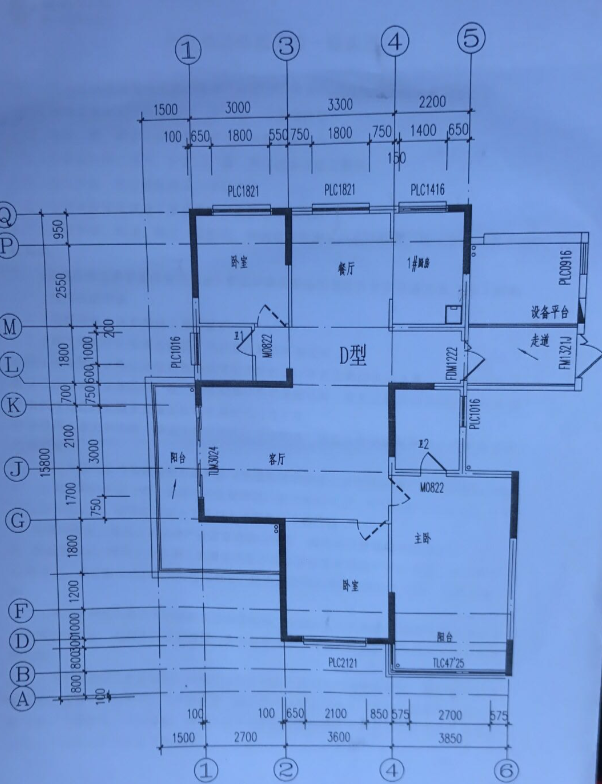 1 3 4 5
1500 3000 3300 2200
100 650 1800 550 750 1800 750 1400 650
150
PLC1821 PLC1821 PLC1416
Q
P
M
L
K
J
G
F
D
B
A
950
2550
1800
700
2100
1700
1800
1200
1000
300
800
800
15800
200
1000
600
750
3000
750
100
卧室 餐厅 1#厨房
PLC0916
设备平台
走道
FM1321J
卫1
M0822
D型
FDM1222
PLC1016
PLC1016
阳台
TLM3024
客厅
卫2
M0822
主卧
卧室
阳台
PLC2121
TLC47'25
100 100 650 2100 850 575 2700 575
1500 2700 3600 3850
1 2 4 6